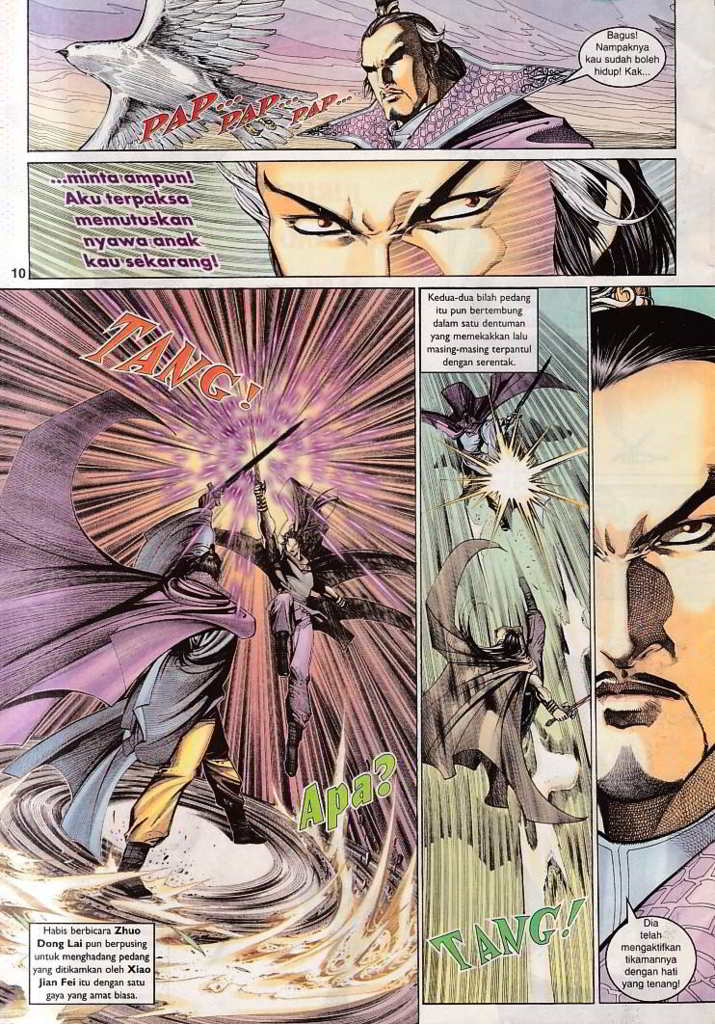 Bagus!
Nampaknya
kau sudah boleh
hidup! Kak...
PAP... PAP... PAP...
...minta ampun!
Aku terpaksa
memutuskan
nyawa anak
kau sekarang!
10
TANG!
Apa?
Habis berbicara Zhuo
Dong Lai pun berpusing
untuk menghadang pedang
yang ditikamkan oleh Xiao
Jian Fei itu dengan satu
gaya yang amat biasa.
Kedua-dua bilah pedang
itu pun bertembung
dalam satu dentuman
yang memekakkan lalu
masing-masing terpantul
dengan serentak.
TANG!
Dia
telah
mengaktifkan
tikamannya
dengan hati
yang tenang!